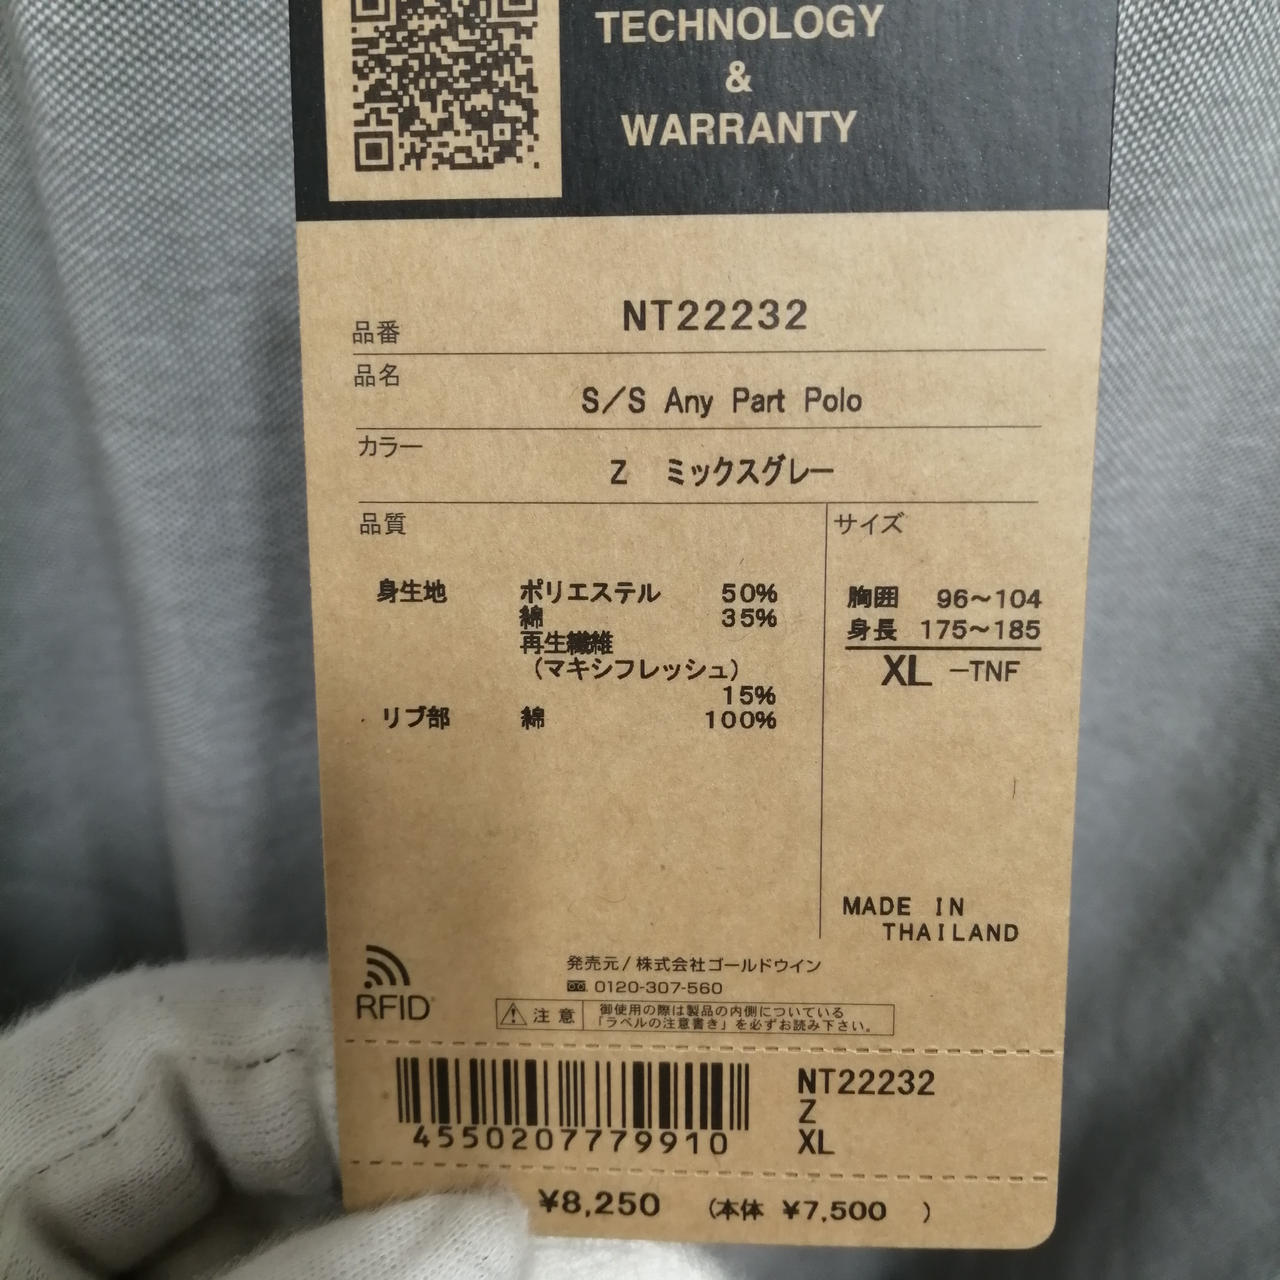 TECHNOLOGY
&
WARRANTY
品番 NT22232
品名 S/S Any Part Polo
カラー Z ミックスグレー
品質
身生地 ポリエステル 50%
綿 35%
再生繊維
(マキシフレッシュ)
15%
リブ部 綿 100%
サイズ
胸囲 96〜104
身長 175〜185
XL -TNF
MADE IN
THAILAND
RFID
発売元/株式会社ゴールドウイン
0120-307-560
注意 御使用の際は製品の内側についている
「ラベルの注意書き」を必ずお読み下さい。
4550207779910
NT22232
Z
XL
¥8,250 (本体 ¥7,500 )